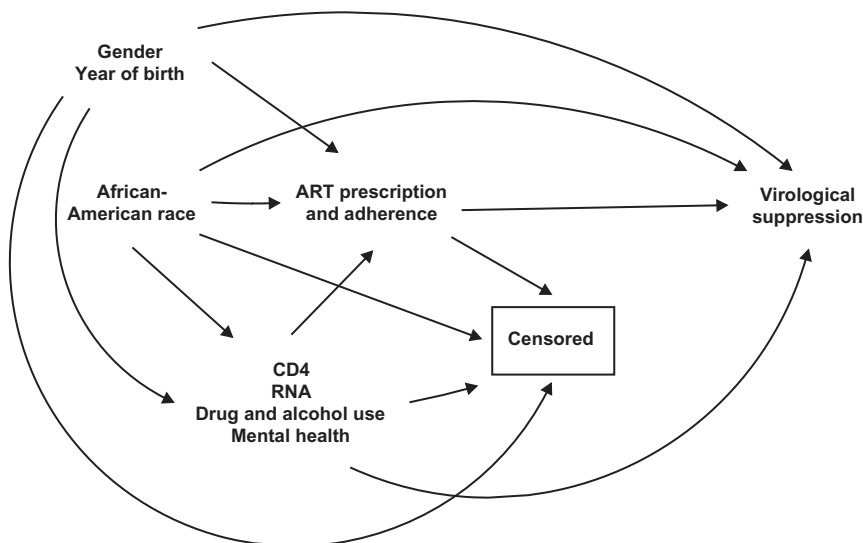 Gender
Year of birth
African-
American race
ART prescription
and adherence
Virological
suppression
Censored
CD4
RNA
Drug and alcohol use
Mental health